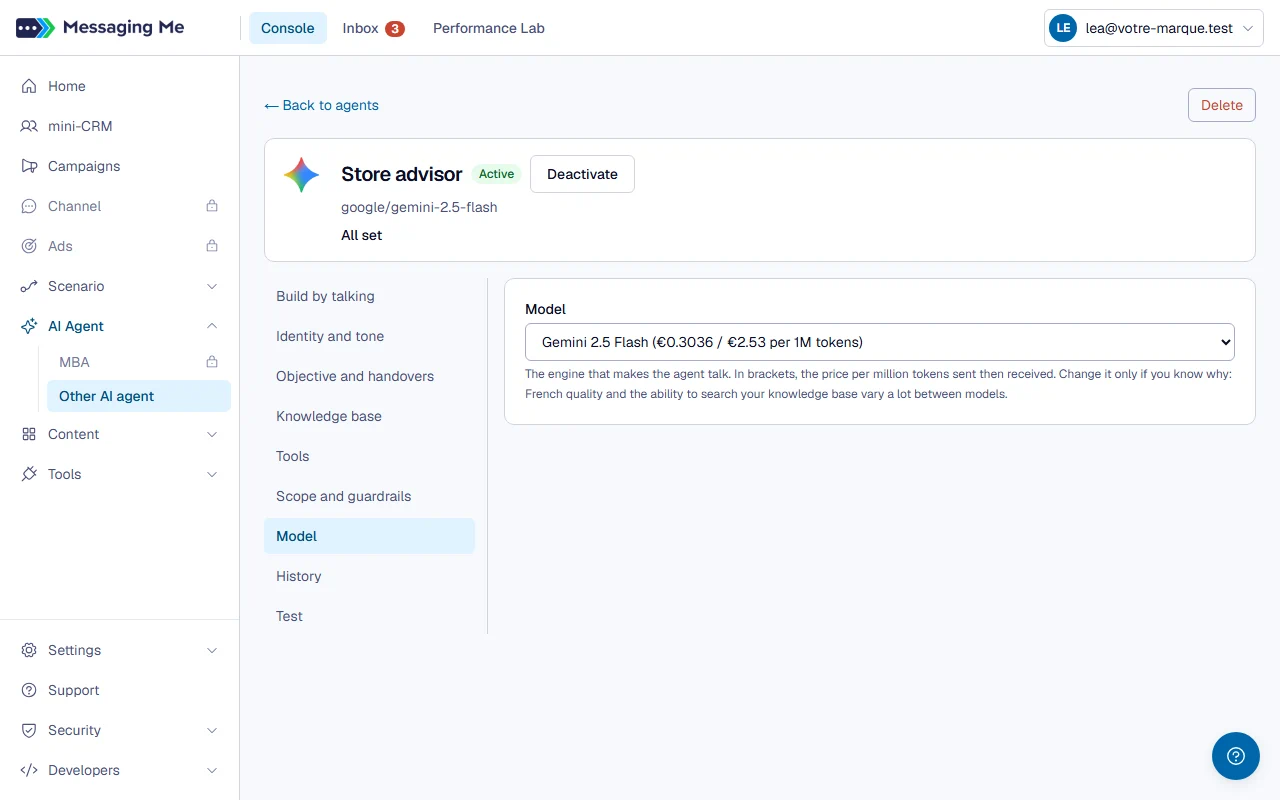 Messaging Me
Console
Inbox 3
Performance Lab
LE lea@votre-marque.test
Home
mini-CRM
Campaigns
Channel
Ads
Scenario
AI Agent
MBA
Other AI agent
Content
Tools
Settings
Support
Security
Developers
← Back to agents
Delete
Store advisor Active Deactivate
google/gemini-2.5-flash
All set
Build by talking
Identity and tone
Objective and handovers
Knowledge base
Tools
Scope and guardrails
Model
History
Test
Model
Gemini 2.5 Flash (€0.3036 / €2.53 per 1M tokens)
The engine that makes the agent talk. In brackets, the price per million tokens sent then received. Change it only if you know why:
French quality and the ability to search your knowledge base vary a lot between models.